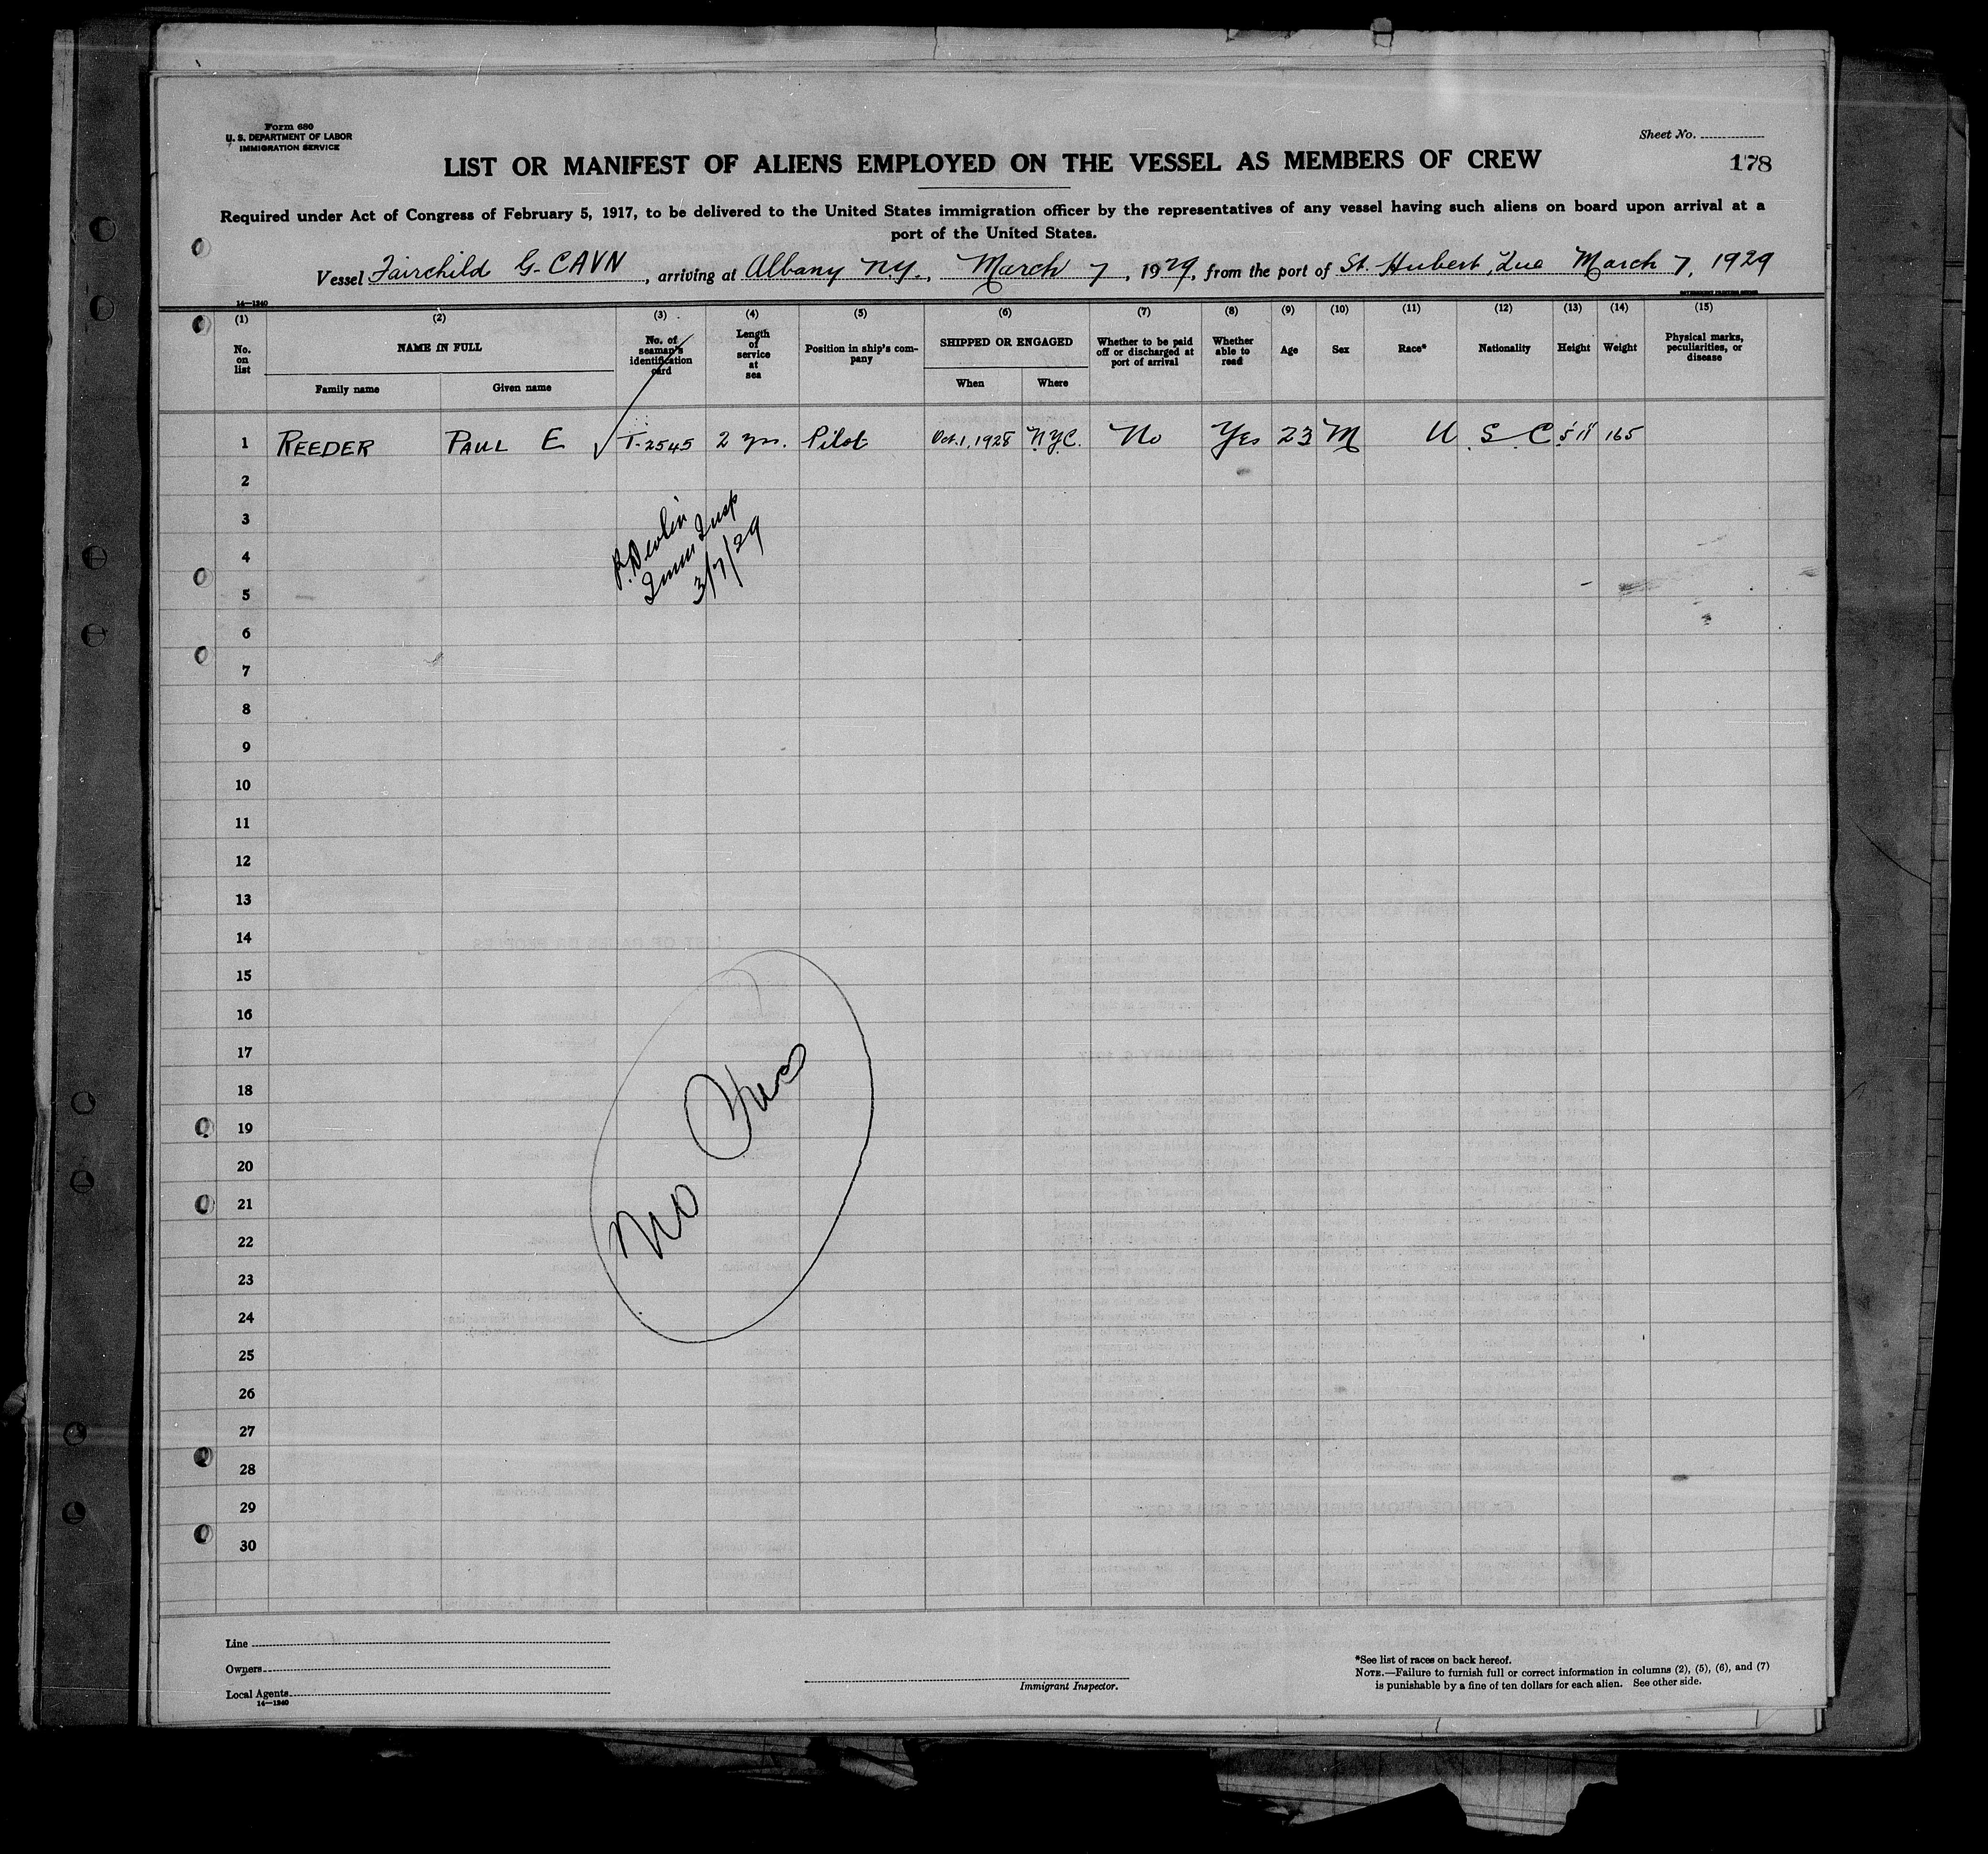 Form 680
U. S. DEPARTMENT OF LABOR
IMMIGRATION SERVICE
Sheet No.
178
LIST OR MANIFEST OF ALIENS EMPLOYED ON THE VESSEL AS MEMBERS OF CREW
Required under Act of Congress of February 5, 1917, to be delivered to the United States immigration officer by the representatives of any vessel having such aliens on board upon arrival at a
port of the United States.
Vessel Fairchild G-CAVN, arriving at Albany NY., March 7, 1929, from the port of St. Hubert, Que March 7, 1929
14—1240
(1) (2) (3) (4) (5) (6) (7) (8) (9) (10) (11) (12) (13) (14) (15)
No. on list NAME IN FULL No. of seaman's identification card Length of service at sea Position in ship's company SHIPPED OR ENGAGED Whether to be paid off or discharged at port of arrival Whether able to read Age Sex Race* Nationality Height Weight Physical marks, peculiarities, or disease
Family name Given name When Where
1 REEDER PAUL E T-2545 2 yrs. Pilot Oct. 1, 1928 N.Y.C. No Yes 23 M U. S. C. 5' 11" 165
2
3
4
5
P. Devlin
Imm Insp
3/7/29
6
7
8
9
10
11
12
13
14
15
16
17
18
19
20
21
22
23
24
25
26
27
28
29
30
No
Line
Owners
Local Agents
14—1240
Immigrant Inspector.
*See list of races on back hereof.
NOTE.—Failure to furnish full or correct information in columns (2), (5), (6), and (7)
is punishable by a fine of ten dollars for each alien. See other side.